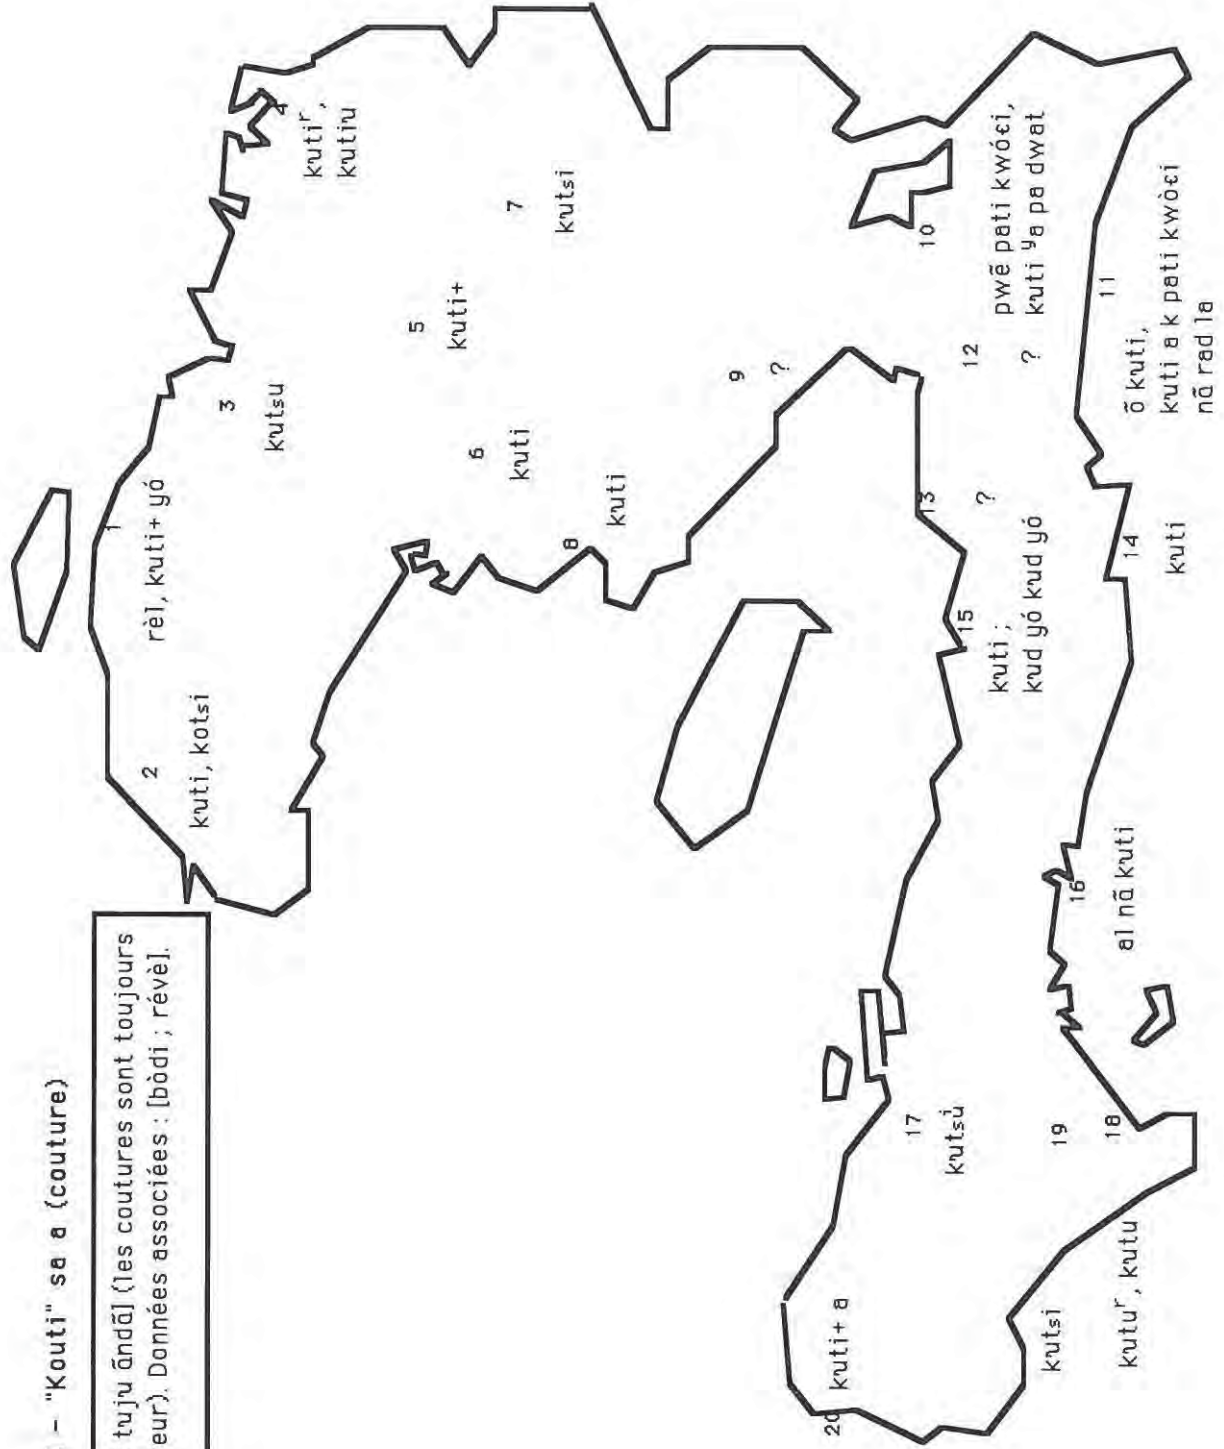 – "Kouti" sa a (couture)
tuju ãndã] (les coutures sont toujours
eur). Données associées : [bòdi ; révè].
1
rèl, kuti+ yó
2
kuti, kotsi
3
kutsu
4
kutiʳ,
kutiu
5
kuti+
6
kuti
7
kutsi
8
kuti
9
?
10
pwẽ pati kwóɛi,
kuti ʸa pa dwat
11
õ kuti,
kuti a k pati kwòɛi
nã rad la
12
?
13
?
14
kuti
15
kuti ;
kud yó kud yó
16
al nã kuti
17
kutsù
18
kutuʳ, kutu
19
kutsi
20
kuti+ a